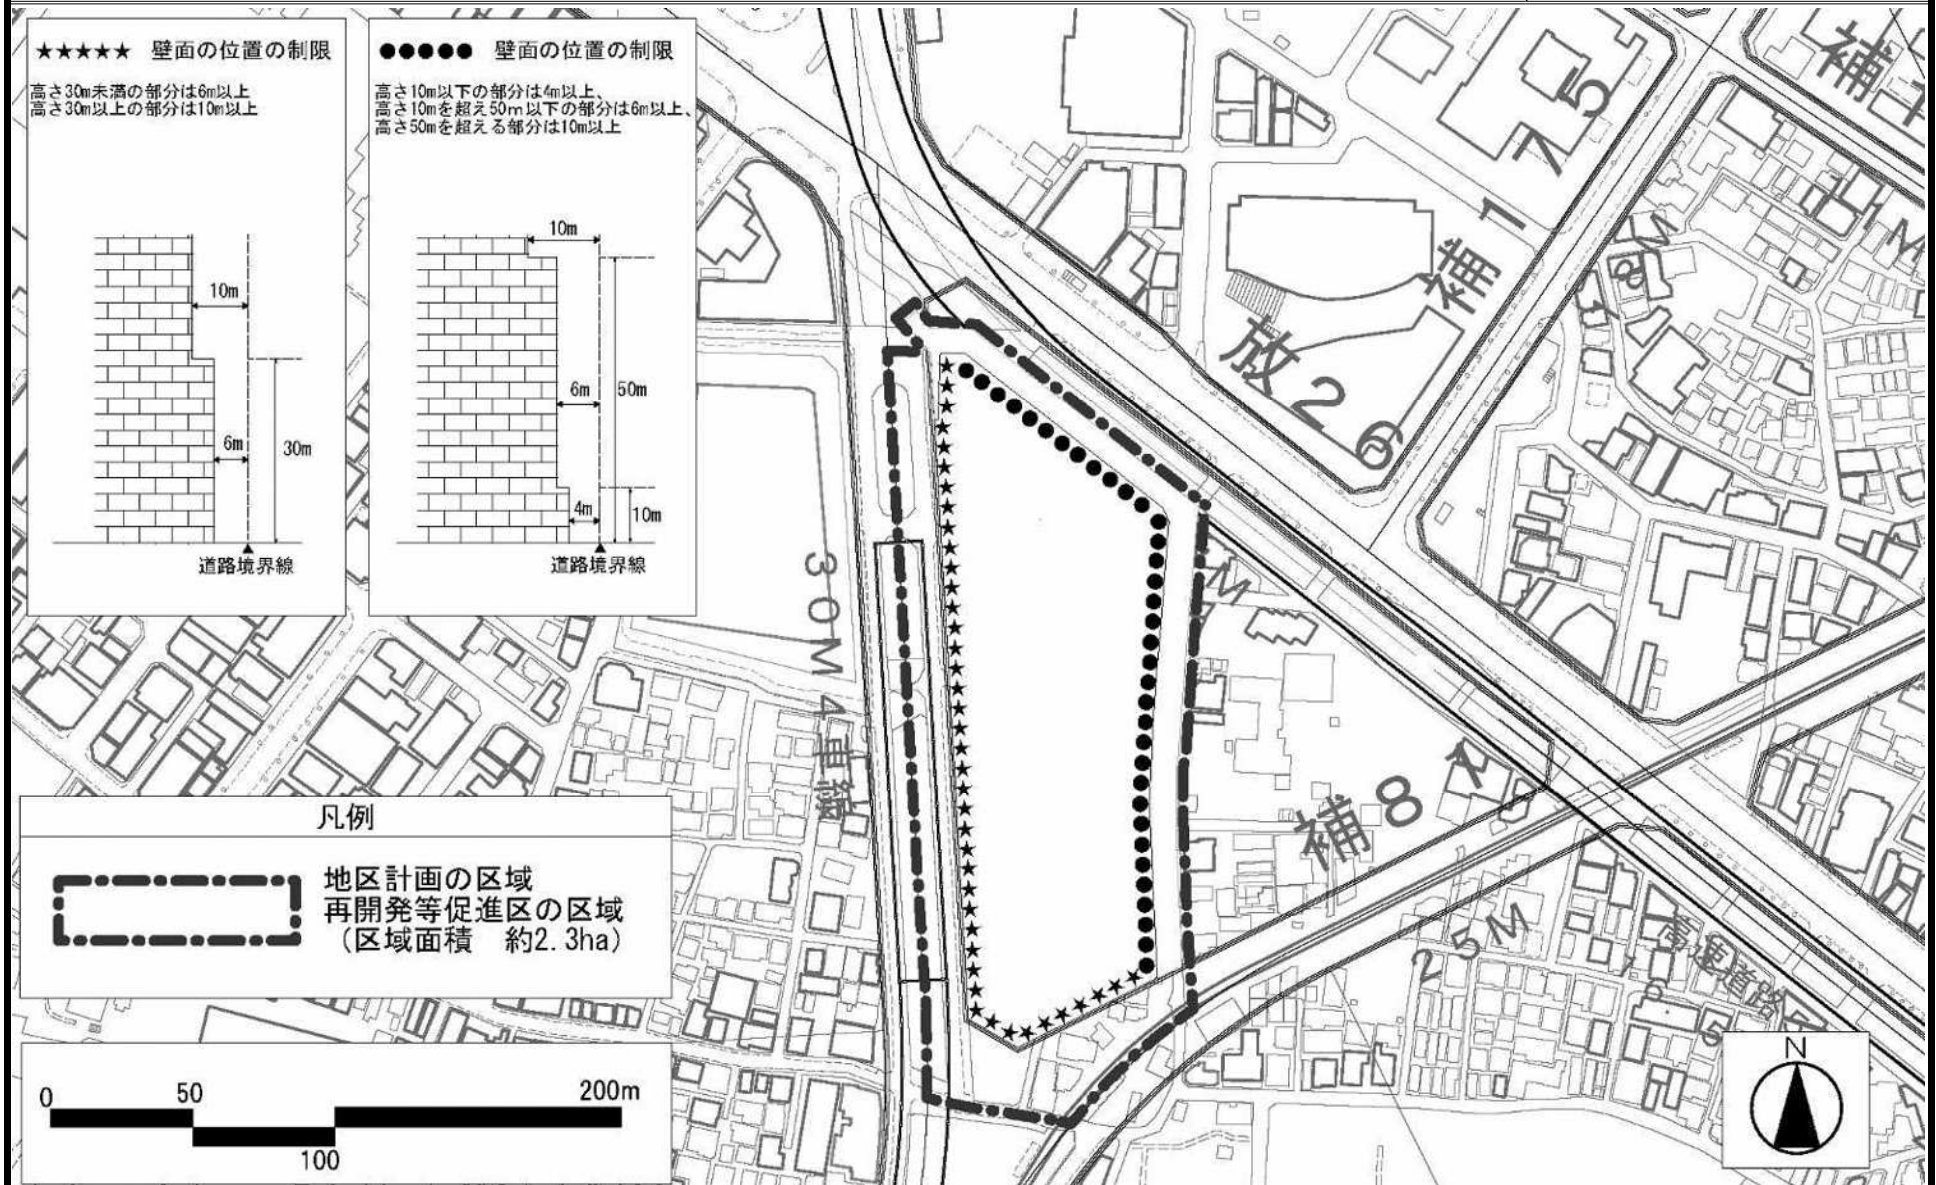 ★★★★★ 壁面の位置の制限
高さ30m未満の部分は6m以上
高さ30m以上の部分は10m以上
10m
6m
30m
道路境界線
●●●●● 壁面の位置の制限
高さ10m以下の部分は4m以上、
高さ10mを超え50m以下の部分は6m以上、
高さ50mを超える部分は10m以上
10m
6m
50m
4m
10m
道路境界線
放26
補1
30M
4車線
補8
25M
18M
高速道路
凡例
地区計画の区域
再開発等促進区の区域
(区域面積 約2.3ha)
0
50
200m
100
N